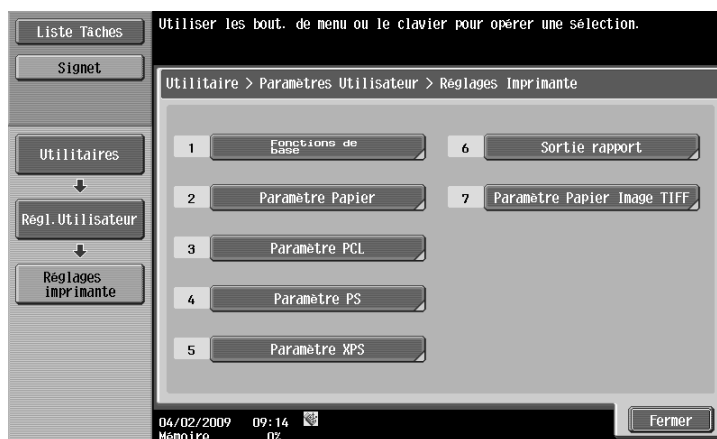 Liste Tâches
Signet
Utiliser les bout. de menu ou le clavier pour opérer une sélection.
Utilitaire > Paramètres Utilisateur > Réglages Imprimante
Utilitaires
Régl.Utilisateur
Réglages
imprimante
1 Fonctions de
base
2 Paramètre Papier
3 Paramètre PCL
4 Paramètre PS
5 Paramètre XPS
6 Sortie rapport
7 Paramètre Papier Image TIFF
04/02/2009 09:14
Mémoire 0%
Fermer